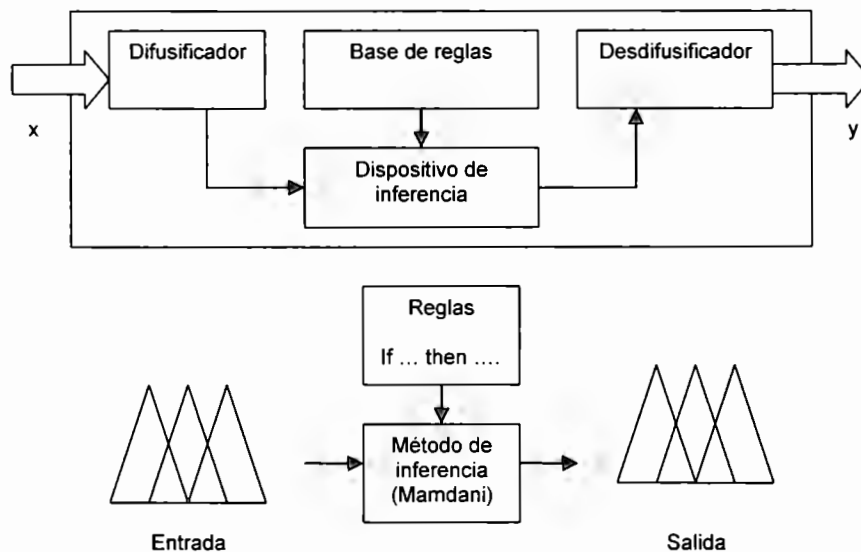 Difusificador
Base de reglas
Desdifusificador
x
y
Dispositivo de
inferencia
Reglas
If ... then ....
Método de
inferencia
(Mamdani)
Entrada
Salida